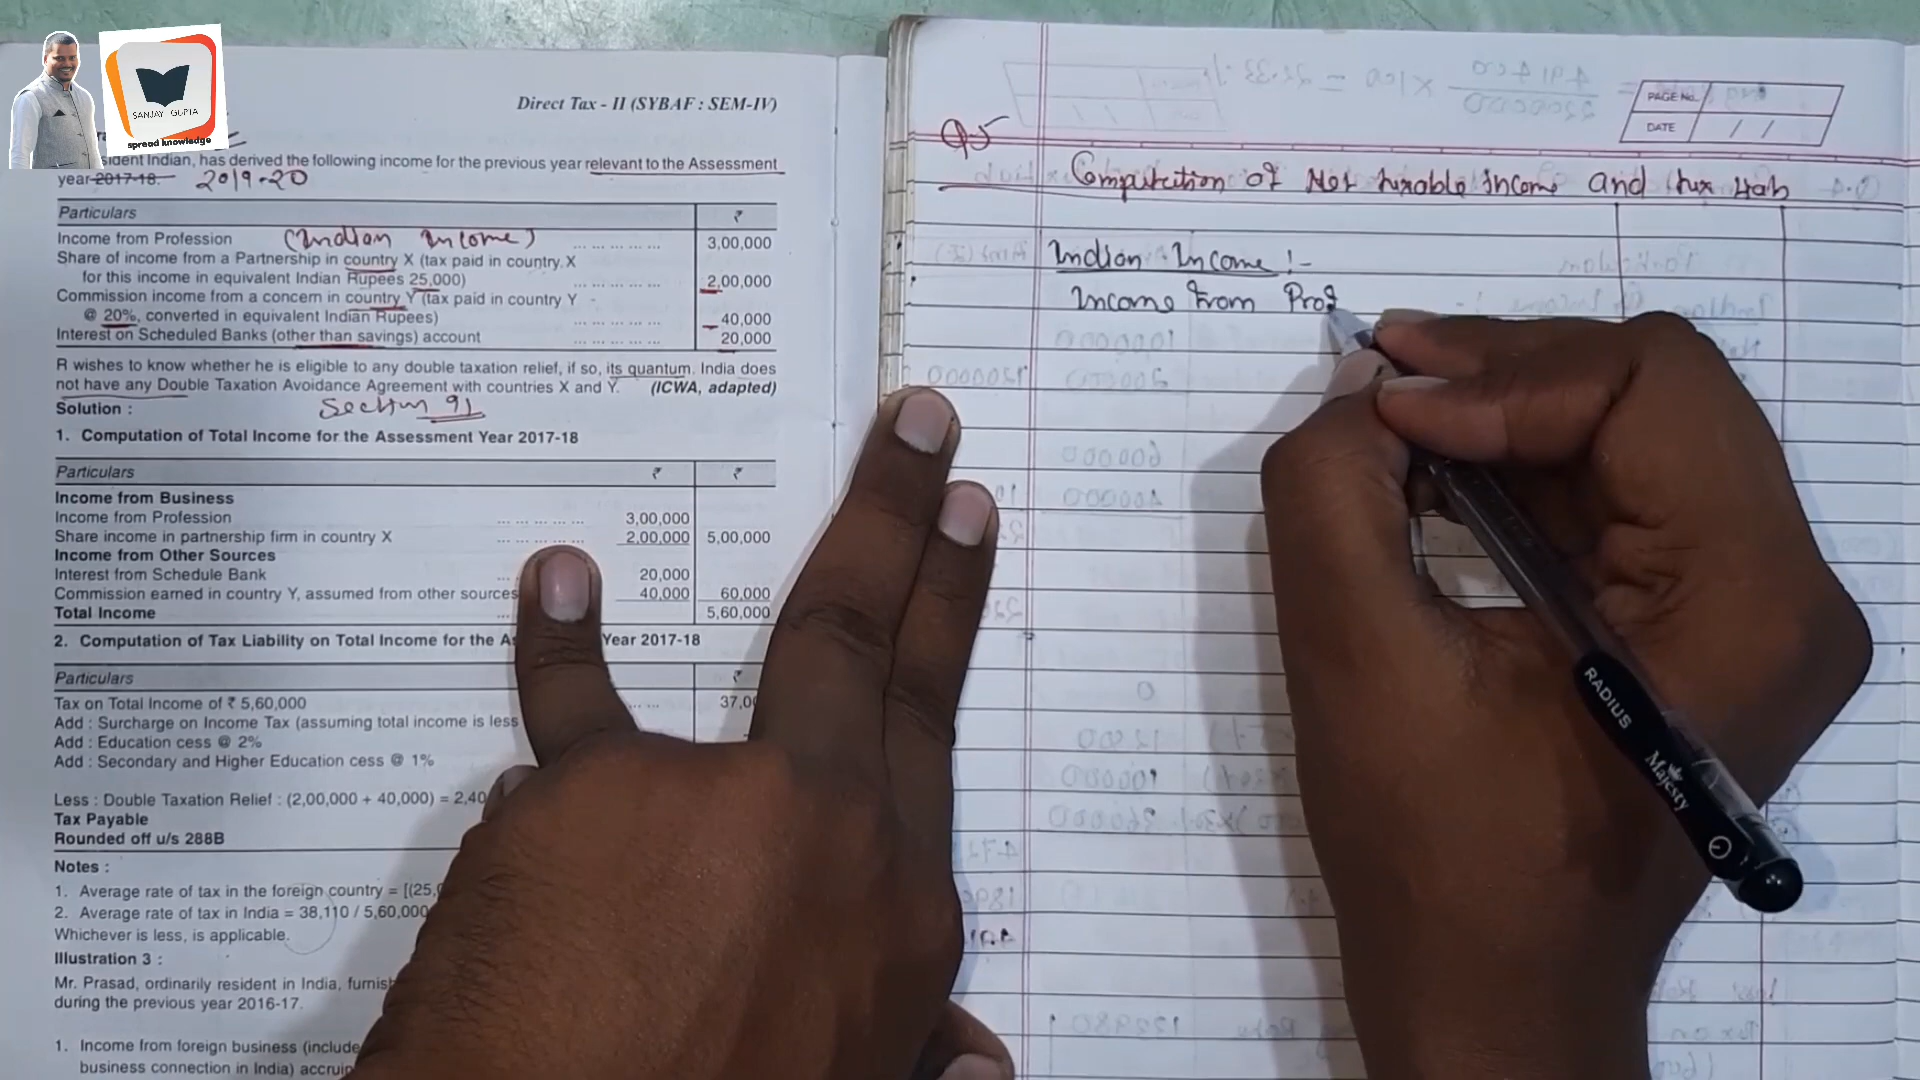 SANJAY GUPTA
spread knowledge
Direct Tax - II (SYBAF : SEM-IV)
sident Indian, has derived the following income for the previous year relevant to the Assessment
year 2017-18. 2019-20
Particulars ₹
Income from Profession (Indian Income) ... ... ... ... ... 3,00,000
Share of income from a Partnership in country X (tax paid in country X
for this income in equivalent Indian Rupees 25,000) ... ... ... ... ... 2,00,000
Commission income from a concern in country Y (tax paid in country Y
@ 20%, converted in equivalent Indian Rupees) ... ... ... ... ... 40,000
Interest on Scheduled Banks (other than savings) account ... ... ... ... ... 20,000
R wishes to know whether he is eligible to any double taxation relief, if so, its quantum. India does
not have any Double Taxation Avoidance Agreement with countries X and Y. (ICWA, adapted)
Solution : Section 91
1. Computation of Total Income for the Assessment Year 2017-18
Particulars ₹ ₹
Income from Business
Income from Profession ... ... ... ... ... 3,00,000
Share income in partnership firm in country X ... ... ... ... ... 2,00,000 5,00,000
Income from Other Sources
Interest from Schedule Bank ... 20,000
Commission earned in country Y, assumed from other sources 40,000 60,000
Total Income ... 5,60,000
2. Computation of Tax Liability on Total Income for the As Year 2017-18
Particulars ₹
Tax on Total Income of ₹ 5,60,000 ... ... 37,00
Add : Surcharge on Income Tax (assuming total income is less
Add : Education cess @ 2%
Add : Secondary and Higher Education cess @ 1%
Less : Double Taxation Relief : (2,00,000 + 40,000) = 2,40
Tax Payable
Rounded off u/s 288B
Notes :
1. Average rate of tax in the foreign country = [(25,0
2. Average rate of tax in India = 38,110 / 5,60,000
Whichever is less, is applicable.
Illustration 3 :
Mr. Prasad, ordinarily resident in India, furnish
during the previous year 2016-17.
1. Income from foreign business (include
business connection in India) accruin
PAGE No.
DATE / /
Q-5
Computation of Net taxable income and tax Liab
Indian Income :-
Income from Prof
RADIUS
Majesty